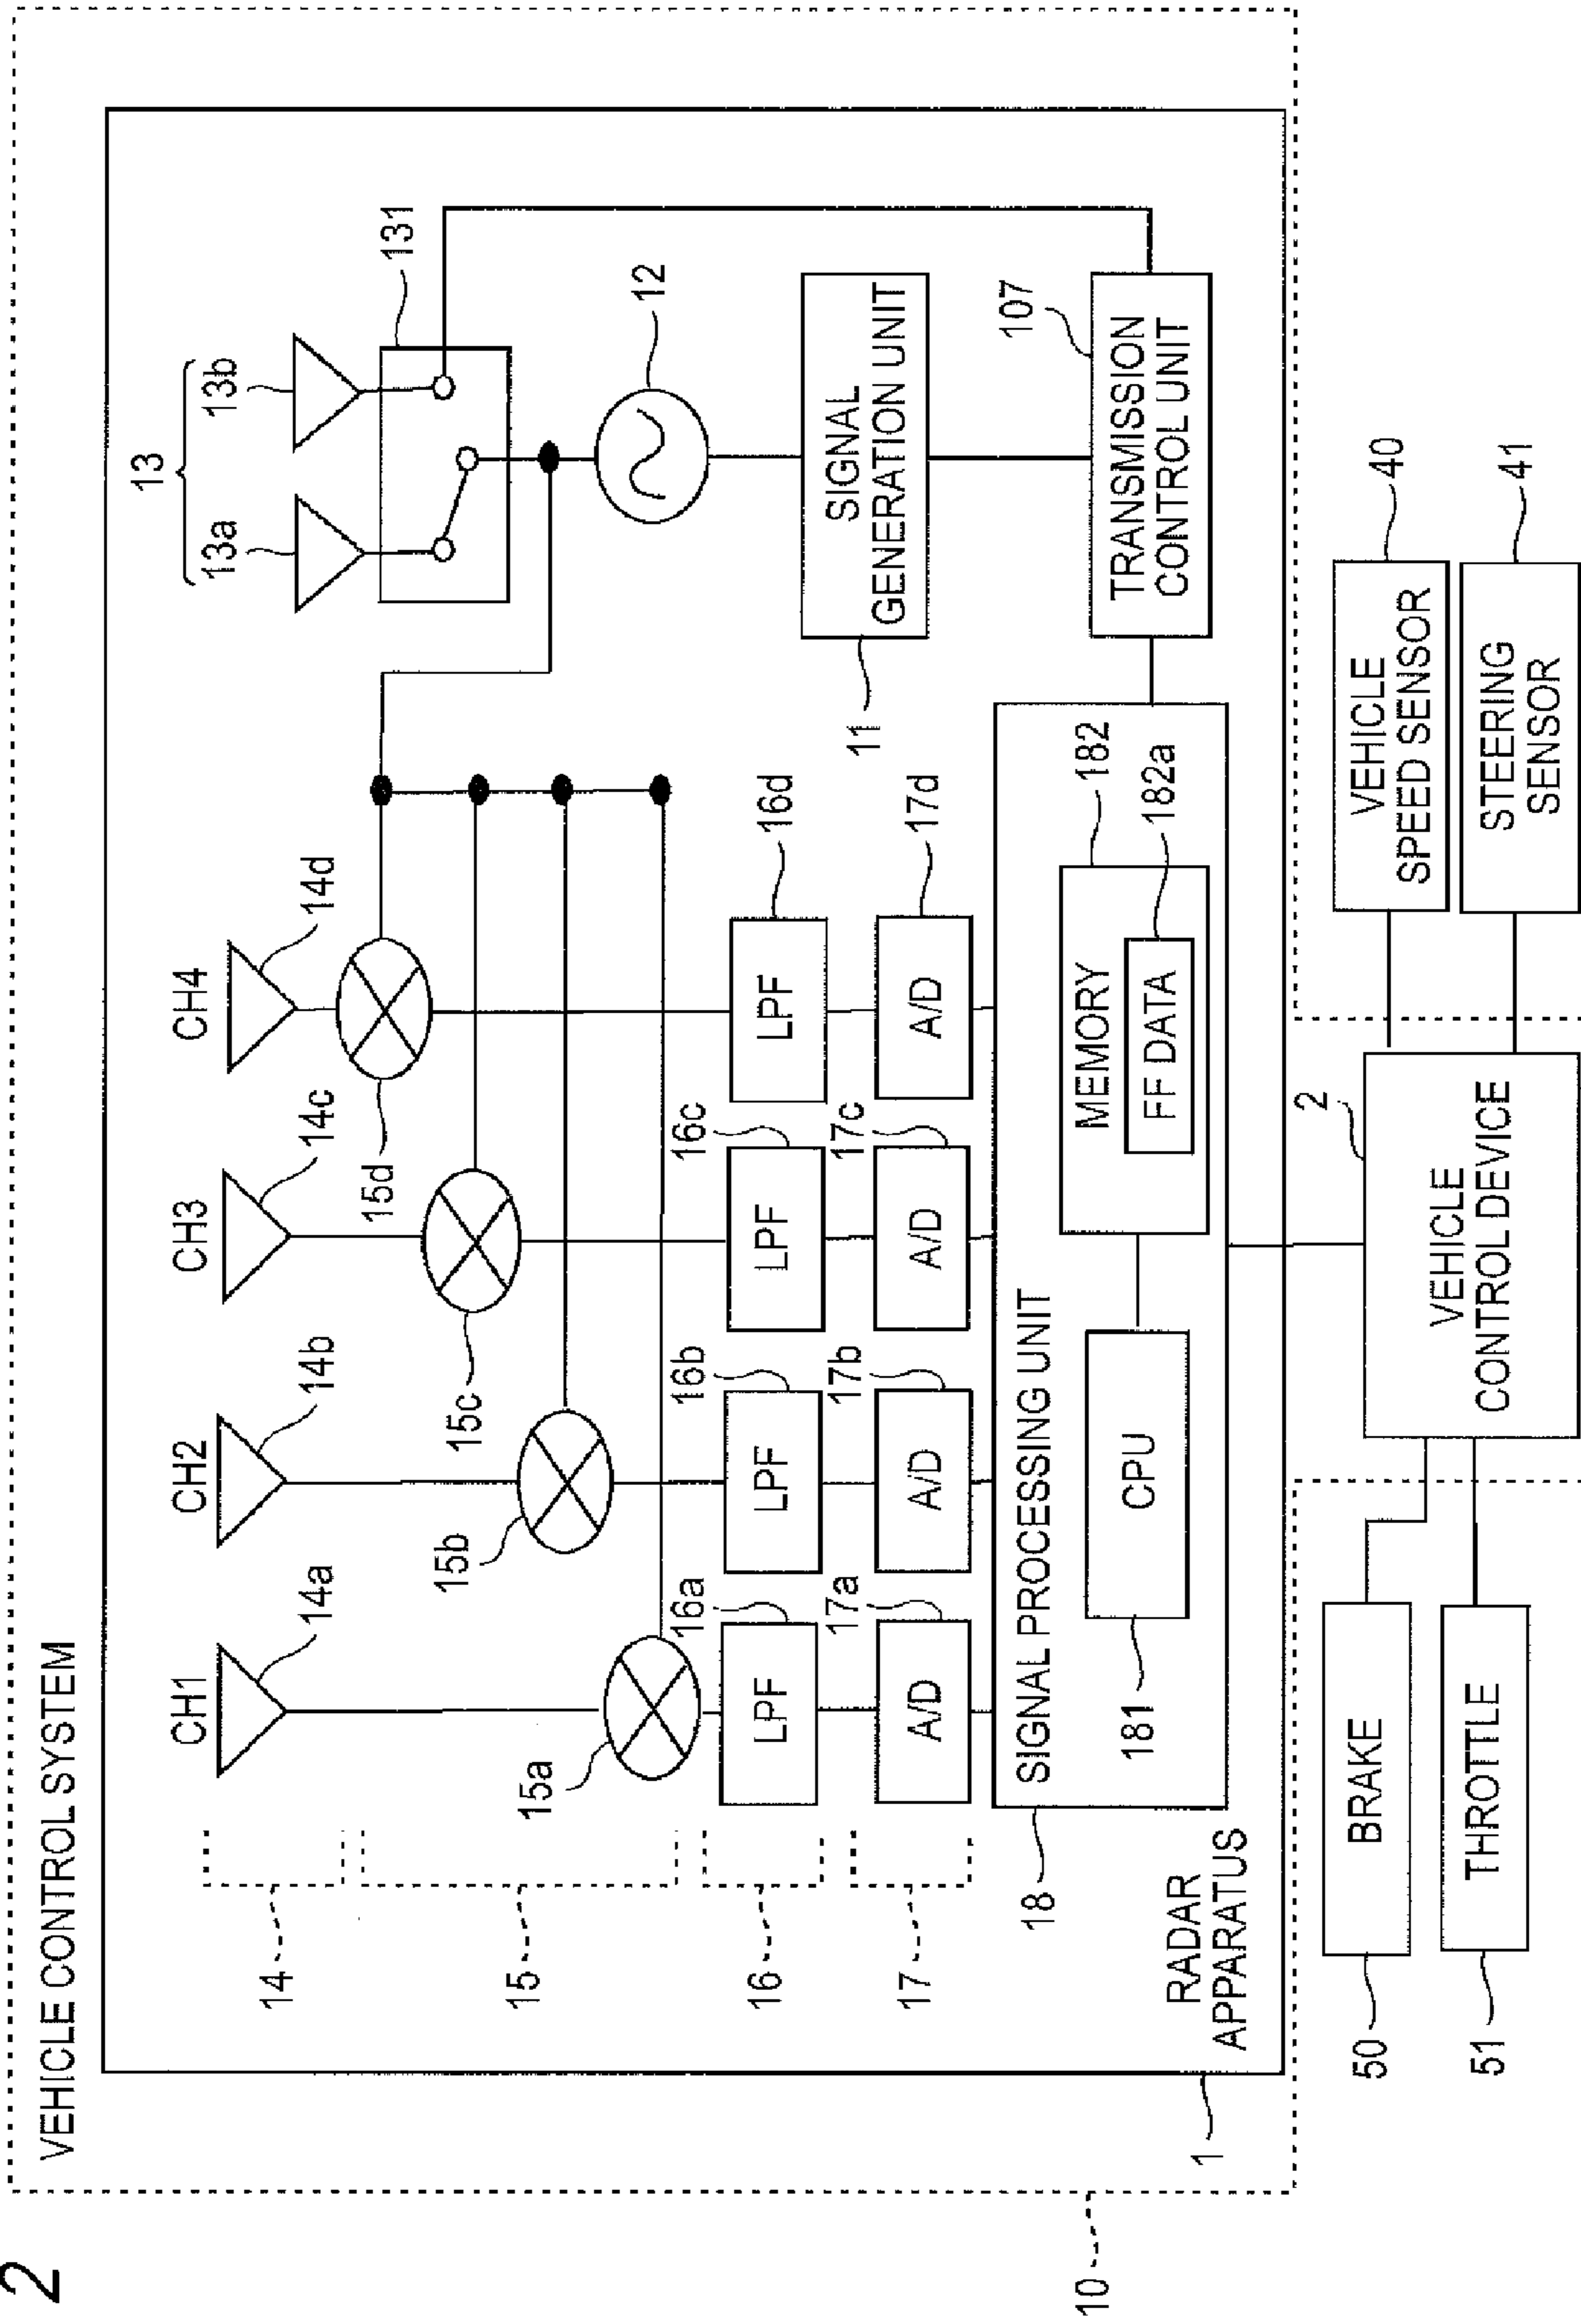 2
VEHICLE CONTROL SYSTEM
13
CH1
CH2
CH3
CH4
13a
13b
14a
14b
14c
14d
131
14
15d
12
15c
15b
15
15a
16a
16b
16c
16d
LPF
LPF
LPF
LPF
16
11
SIGNAL
GENERATION UNIT
17a
17b
17c
17d
A/D
A/D
A/D
A/D
17
107
18
SIGNAL PROCESSING UNIT
181
CPU
MEMORY
182
FF DATA
182a
TRANSMISSION
CONTROL UNIT
RADAR
APPARATUS
1
10
2
50
BRAKE
VEHICLE
CONTROL DEVICE
VEHICLE
SPEED SENSOR
40
51
THROTTLE
STEERING
SENSOR
41